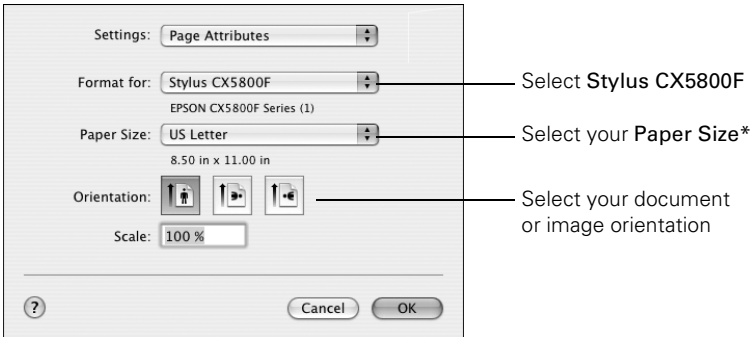 Settings: Page Attributes
Format for: Stylus CX5800F
EPSON CX5800F Series (1)
Paper Size: US Letter
8.50 in x 11.00 in
Orientation:
Scale: 100 %
? Cancel OK
Select Stylus CX5800F
Select your Paper Size*
Select your document
or image orientation